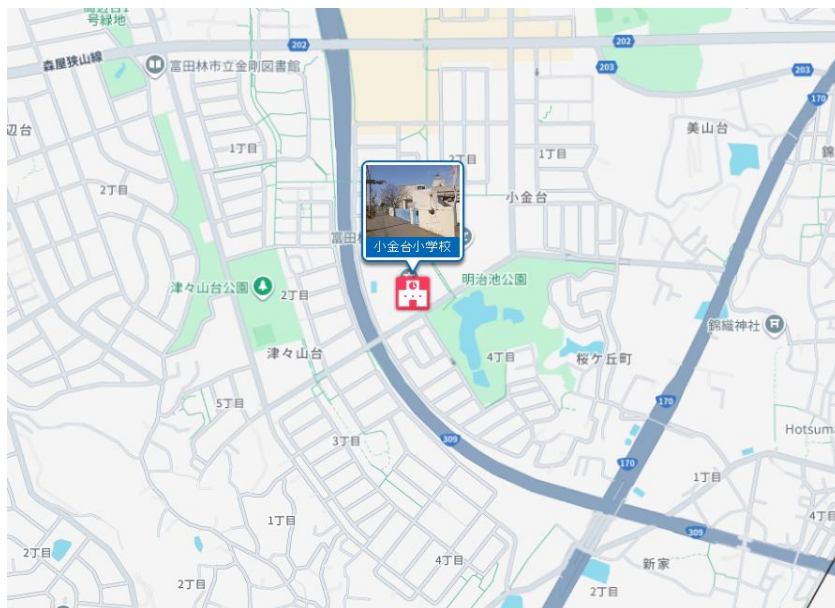 号緑地
202
202
森屋狭山線
富田林市立金剛図書館
203
203
170
辺台
美山台
1丁目
2丁目
1丁目
2丁目
小金台
小金台小学校
明治池公園
津々山台公園
2丁目
錦織神社
津々山台
4丁目
桜ケ丘町
5丁目
170
3丁目
309
Hotsuma
170
1丁目
1丁目
4丁目
309
2丁目
4丁目
新家
2丁目
2丁目